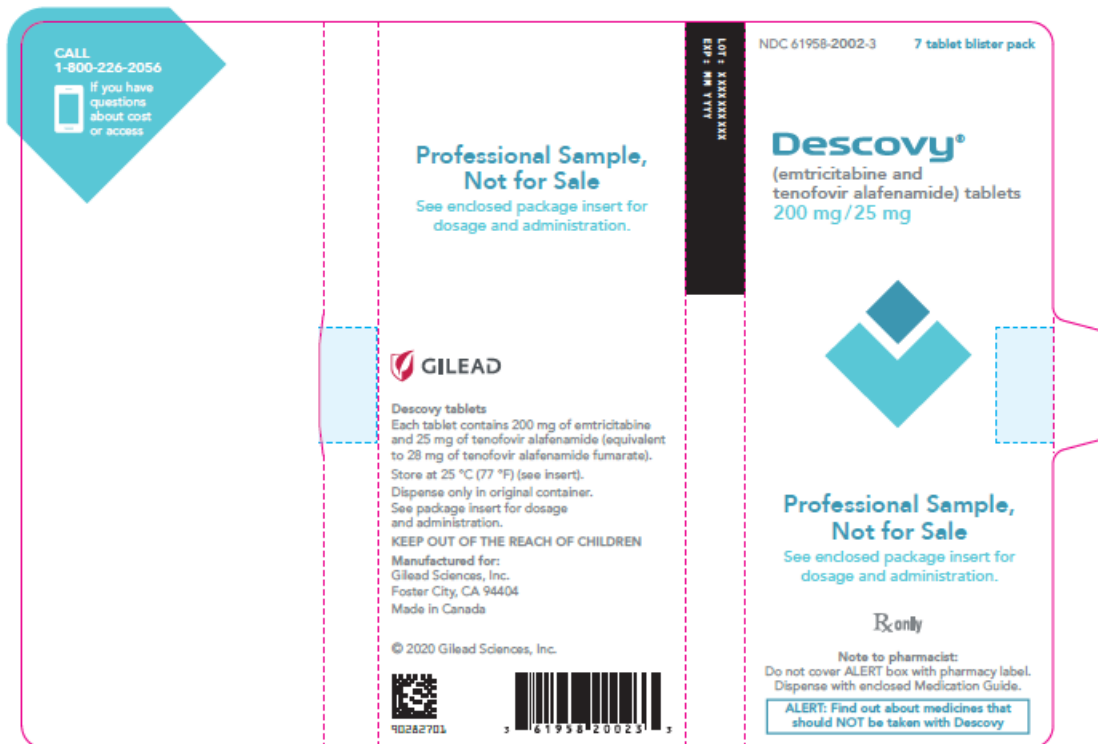 CALL
1-800-226-2056
If you have
questions
about cost
or access
Professional Sample,
Not for Sale
See enclosed package insert for
dosage and administration.
GILEAD
Descovy tablets
Each tablet contains 200 mg of emtricitabine
and 25 mg of tenofovir alafenamide (equivalent
to 28 mg of tenofovir alafenamide fumarate).
Store at 25 °C (77 °F) (see insert).
Dispense only in original container.
See package insert for dosage
and administration.
KEEP OUT OF THE REACH OF CHILDREN
Manufactured for:
Gilead Sciences, Inc.
Foster City, CA 94404
Made in Canada
© 2020 Gilead Sciences, Inc.
90282701
3 61958 20023 3
LOT: XXXXXXXXXX
EXP: MM YYYY
NDC 61958-2002-3 7 tablet blister pack
Descovy®
(emtricitabine and
tenofovir alafenamide) tablets
200 mg/25 mg
Professional Sample,
Not for Sale
See enclosed package insert for
dosage and administration.
Rx only
Note to pharmacist:
Do not cover ALERT box with pharmacy label.
Dispense with enclosed Medication Guide.
ALERT: Find out about medicines that
should NOT be taken with Descovy